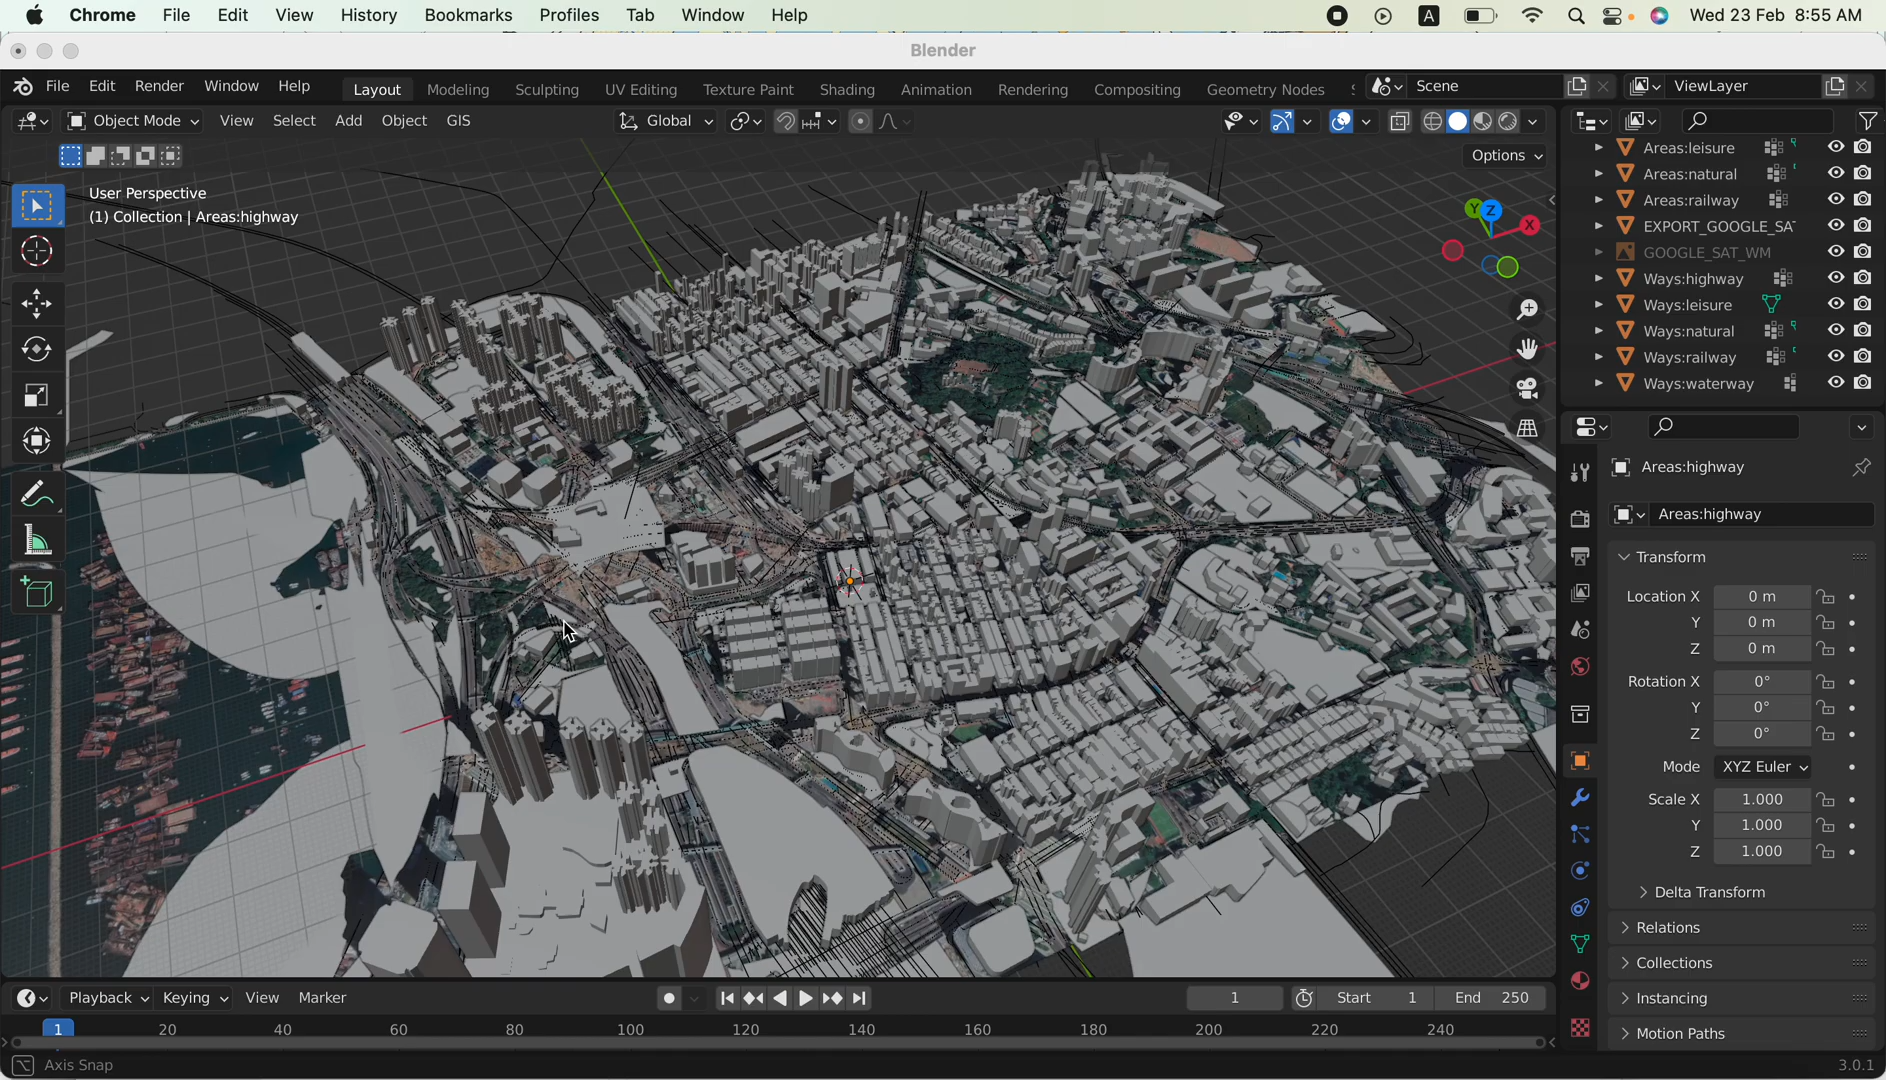 Chrome File Edit View History Bookmarks Profiles Tab Window Help A Wed 23 Feb 8:55 AM
Blender
File Edit Render Window Help Layout Modeling Sculpting UV Editing Texture Paint Shading Animation Rendering Compositing Geometry Nodes Scene ViewLayer
Object Mode View Select Add Object GIS Global
Options
User Perspective
(1) Collection | Areas:highway
Y Z X
Areas:leisure
Areas:natural
Areas:railway
EXPORT_GOOGLE_SAT
GOOGLE_SAT_WM
Ways:highway
Ways:leisure
Ways:natural
Ways:railway
Ways:waterway
Areas:highway
Areas:highway
Transform
Location X 0 m
Y 0 m
Z 0 m
Rotation X 0°
Y 0°
Z 0°
Mode XYZ Euler
Scale X 1.000
Y 1.000
Z 1.000
Delta Transform
Relations
Collections
Instancing
Motion Paths
Playback Keying View Marker 1 Start 1 End 250
1 20 40 60 80 100 120 140 160 180 200 220 240
Axis Snap 3.0.1